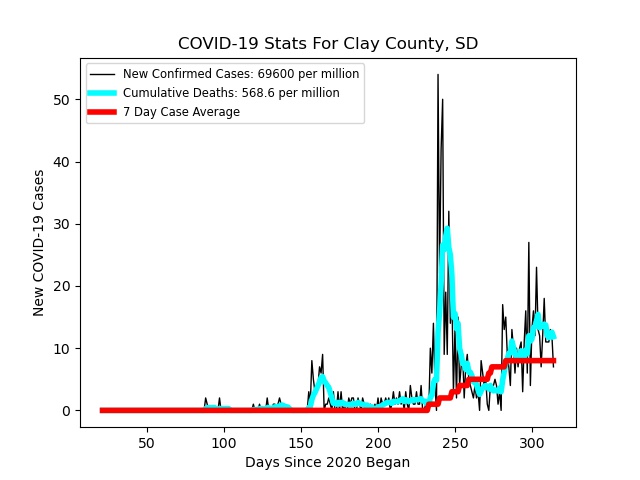 COVID-19 Stats For Clay County, SD
New Confirmed Cases: 69600 per million
Cumulative Deaths: 568.6 per million
7 Day Case Average
New COVID-19 Cases
50
40
30
20
10
0
50 100 150 200 250 300
Days Since 2020 Began